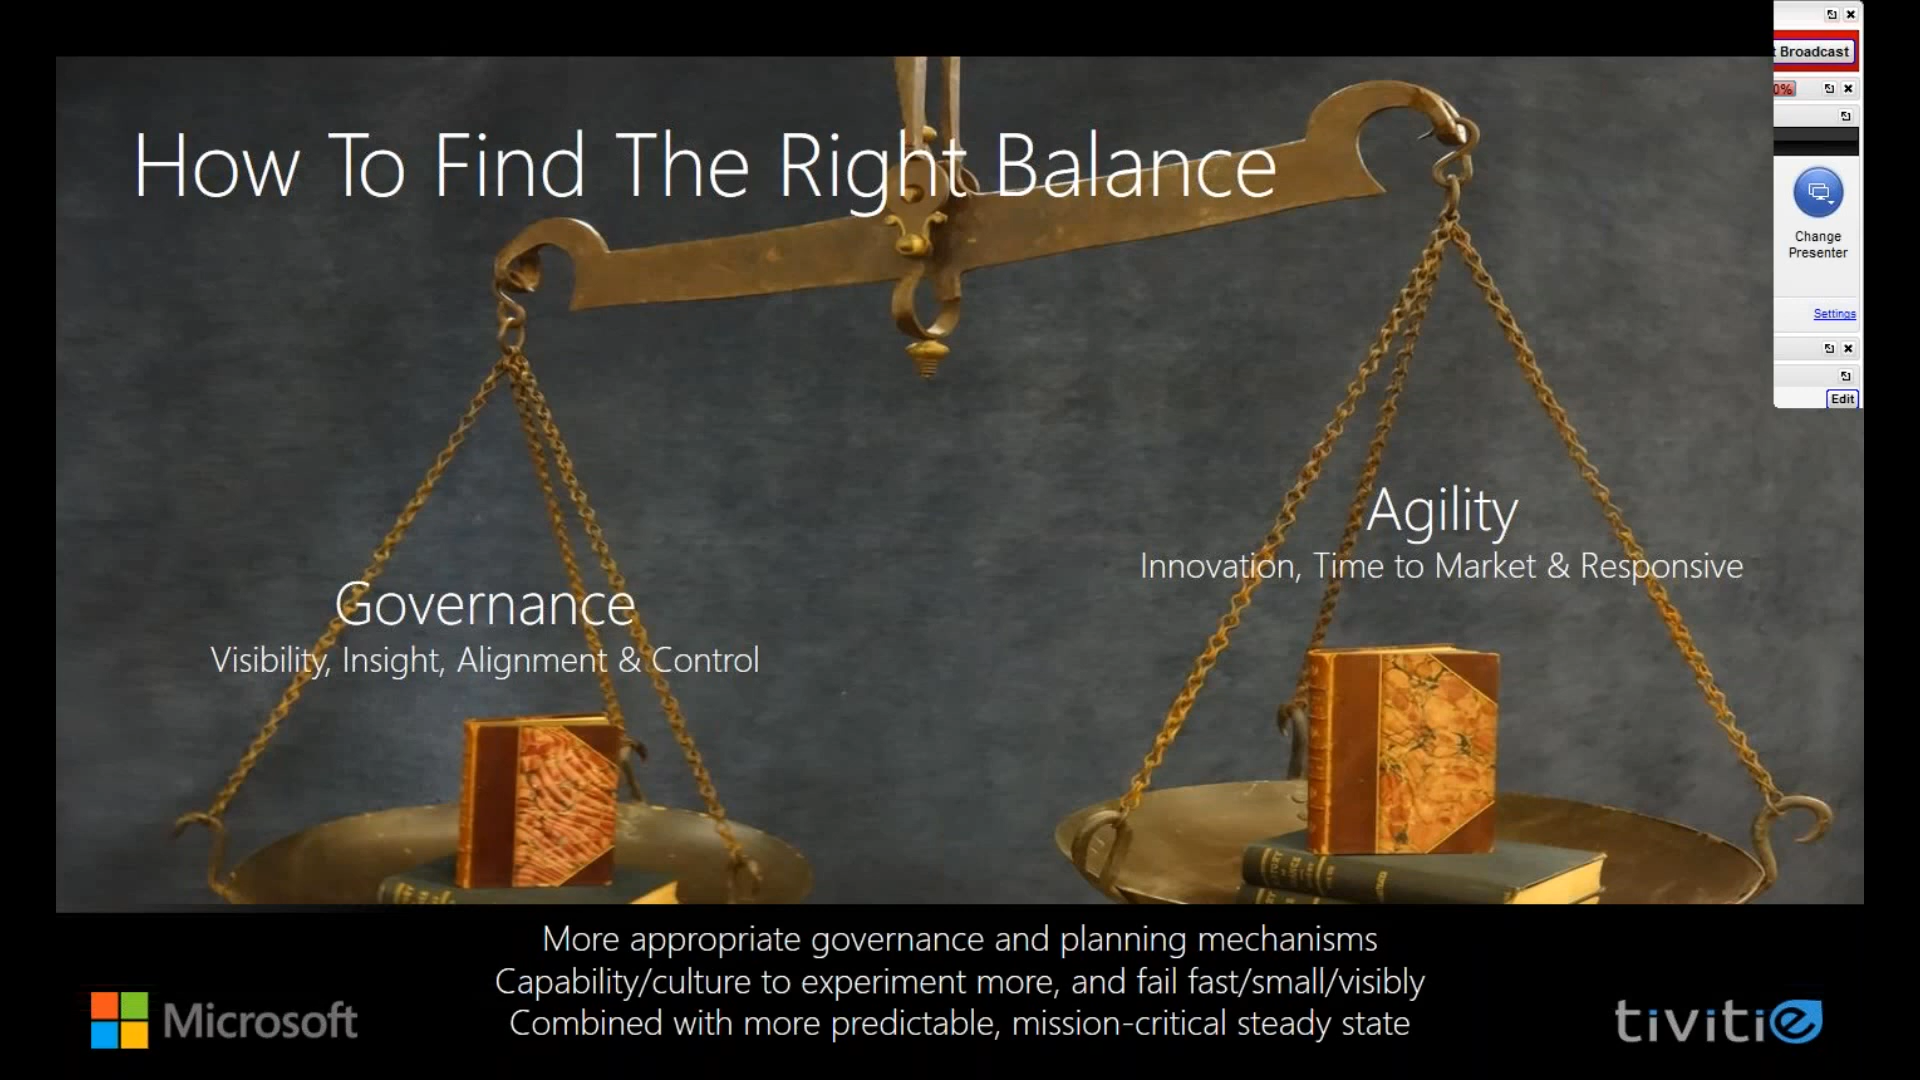 How To Find The Right Balance
Broadcast
0%
Change
Presenter
Settings
Edit
Agility
Innovation, Time to Market & Responsive
Governance
Visibility, Insight, Alignment & Control
More appropriate governance and planning mechanisms
Capability/culture to experiment more, and fail fast/small/visibly
Combined with more predictable, mission-critical steady state
Microsoft
tivitie